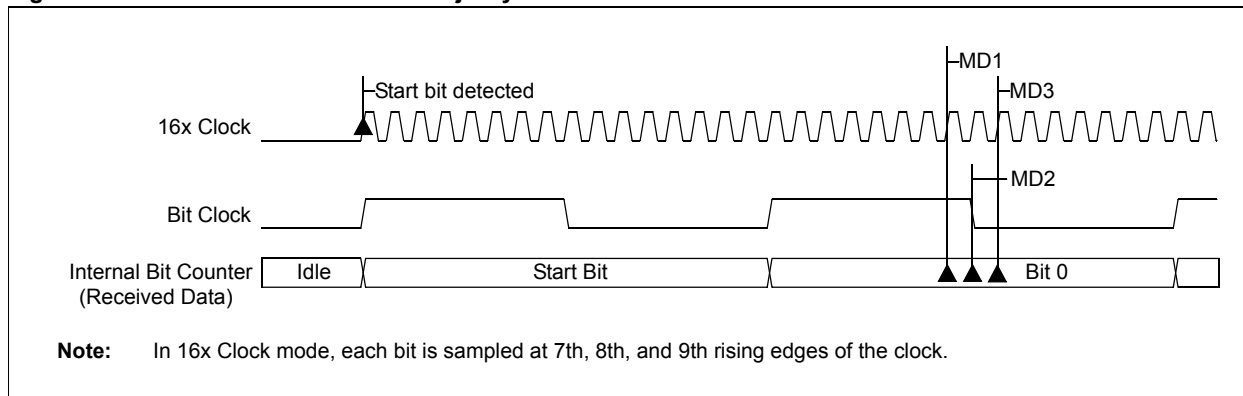 MD1
Start bit detected
MD3
16x Clock
MD2
Bit Clock
Internal Bit Counter
(Received Data)
Idle
Start Bit
Bit 0
Note: In 16x Clock mode, each bit is sampled at 7th, 8th, and 9th rising edges of the clock.